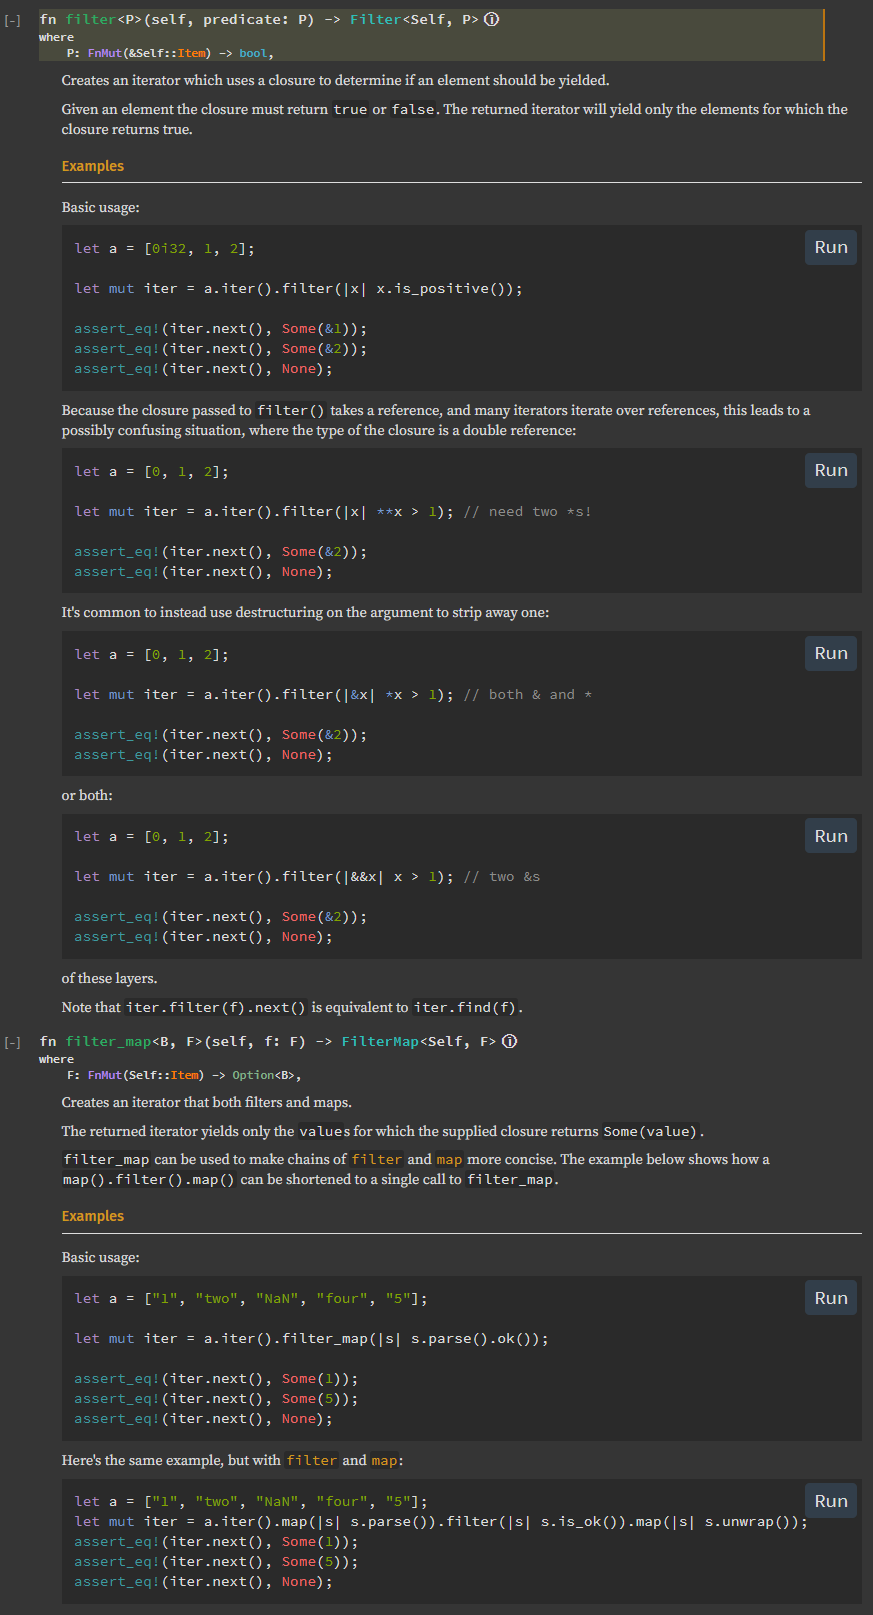 [-] fn filter<P>(self, predicate: P) -> Filter<Self, P> ⓘ
where
P: FnMut(&Self::Item) -> bool,
Creates an iterator which uses a closure to determine if an element should be yielded.
Given an element the closure must return true or false. The returned iterator will yield only the elements for which the
closure returns true.
Examples
Basic usage:
Run
let a = [0i32, 1, 2];
let mut iter = a.iter().filter(|x| x.is_positive());
assert_eq!(iter.next(), Some(&1));
assert_eq!(iter.next(), Some(&2));
assert_eq!(iter.next(), None);
Because the closure passed to filter() takes a reference, and many iterators iterate over references, this leads to a
possibly confusing situation, where the type of the closure is a double reference:
Run
let a = [0, 1, 2];
let mut iter = a.iter().filter(|x| **x > 1); // need two *s!
assert_eq!(iter.next(), Some(&2));
assert_eq!(iter.next(), None);
It's common to instead use destructuring on the argument to strip away one:
Run
let a = [0, 1, 2];
let mut iter = a.iter().filter(|&x| *x > 1); // both & and *
assert_eq!(iter.next(), Some(&2));
assert_eq!(iter.next(), None);
or both:
Run
let a = [0, 1, 2];
let mut iter = a.iter().filter(|&&x| x > 1); // two &s
assert_eq!(iter.next(), Some(&2));
assert_eq!(iter.next(), None);
of these layers.
Note that iter.filter(f).next() is equivalent to iter.find(f).
[-] fn filter_map<B, F>(self, f: F) -> FilterMap<Self, F> ⓘ
where
F: FnMut(Self::Item) -> Option<B>,
Creates an iterator that both filters and maps.
The returned iterator yields only the values for which the supplied closure returns Some(value).
filter_map can be used to make chains of filter and map more concise. The example below shows how a
map().filter().map() can be shortened to a single call to filter_map.
Examples
Basic usage:
Run
let a = ["1", "two", "NaN", "four", "5"];
let mut iter = a.iter().filter_map(|s| s.parse().ok());
assert_eq!(iter.next(), Some(1));
assert_eq!(iter.next(), Some(5));
assert_eq!(iter.next(), None);
Here's the same example, but with filter and map:
Run
let a = ["1", "two", "NaN", "four", "5"];
let mut iter = a.iter().map(|s| s.parse()).filter(|s| s.is_ok()).map(|s| s.unwrap());
assert_eq!(iter.next(), Some(1));
assert_eq!(iter.next(), Some(5));
assert_eq!(iter.next(), None);